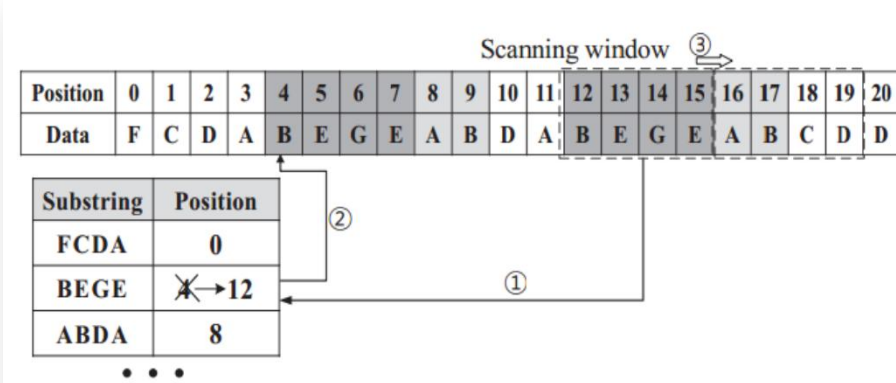 Scanning window ③
Position 0 1 2 3 4 5 6 7 8 9 10 11 12 13 14 15 16 17 18 19 20
Data F C D A B E G E A B D A B E G E A B C D D
Substring Position
FCDA 0
②
BEGE 4→12
①
ABDA 8
• • •